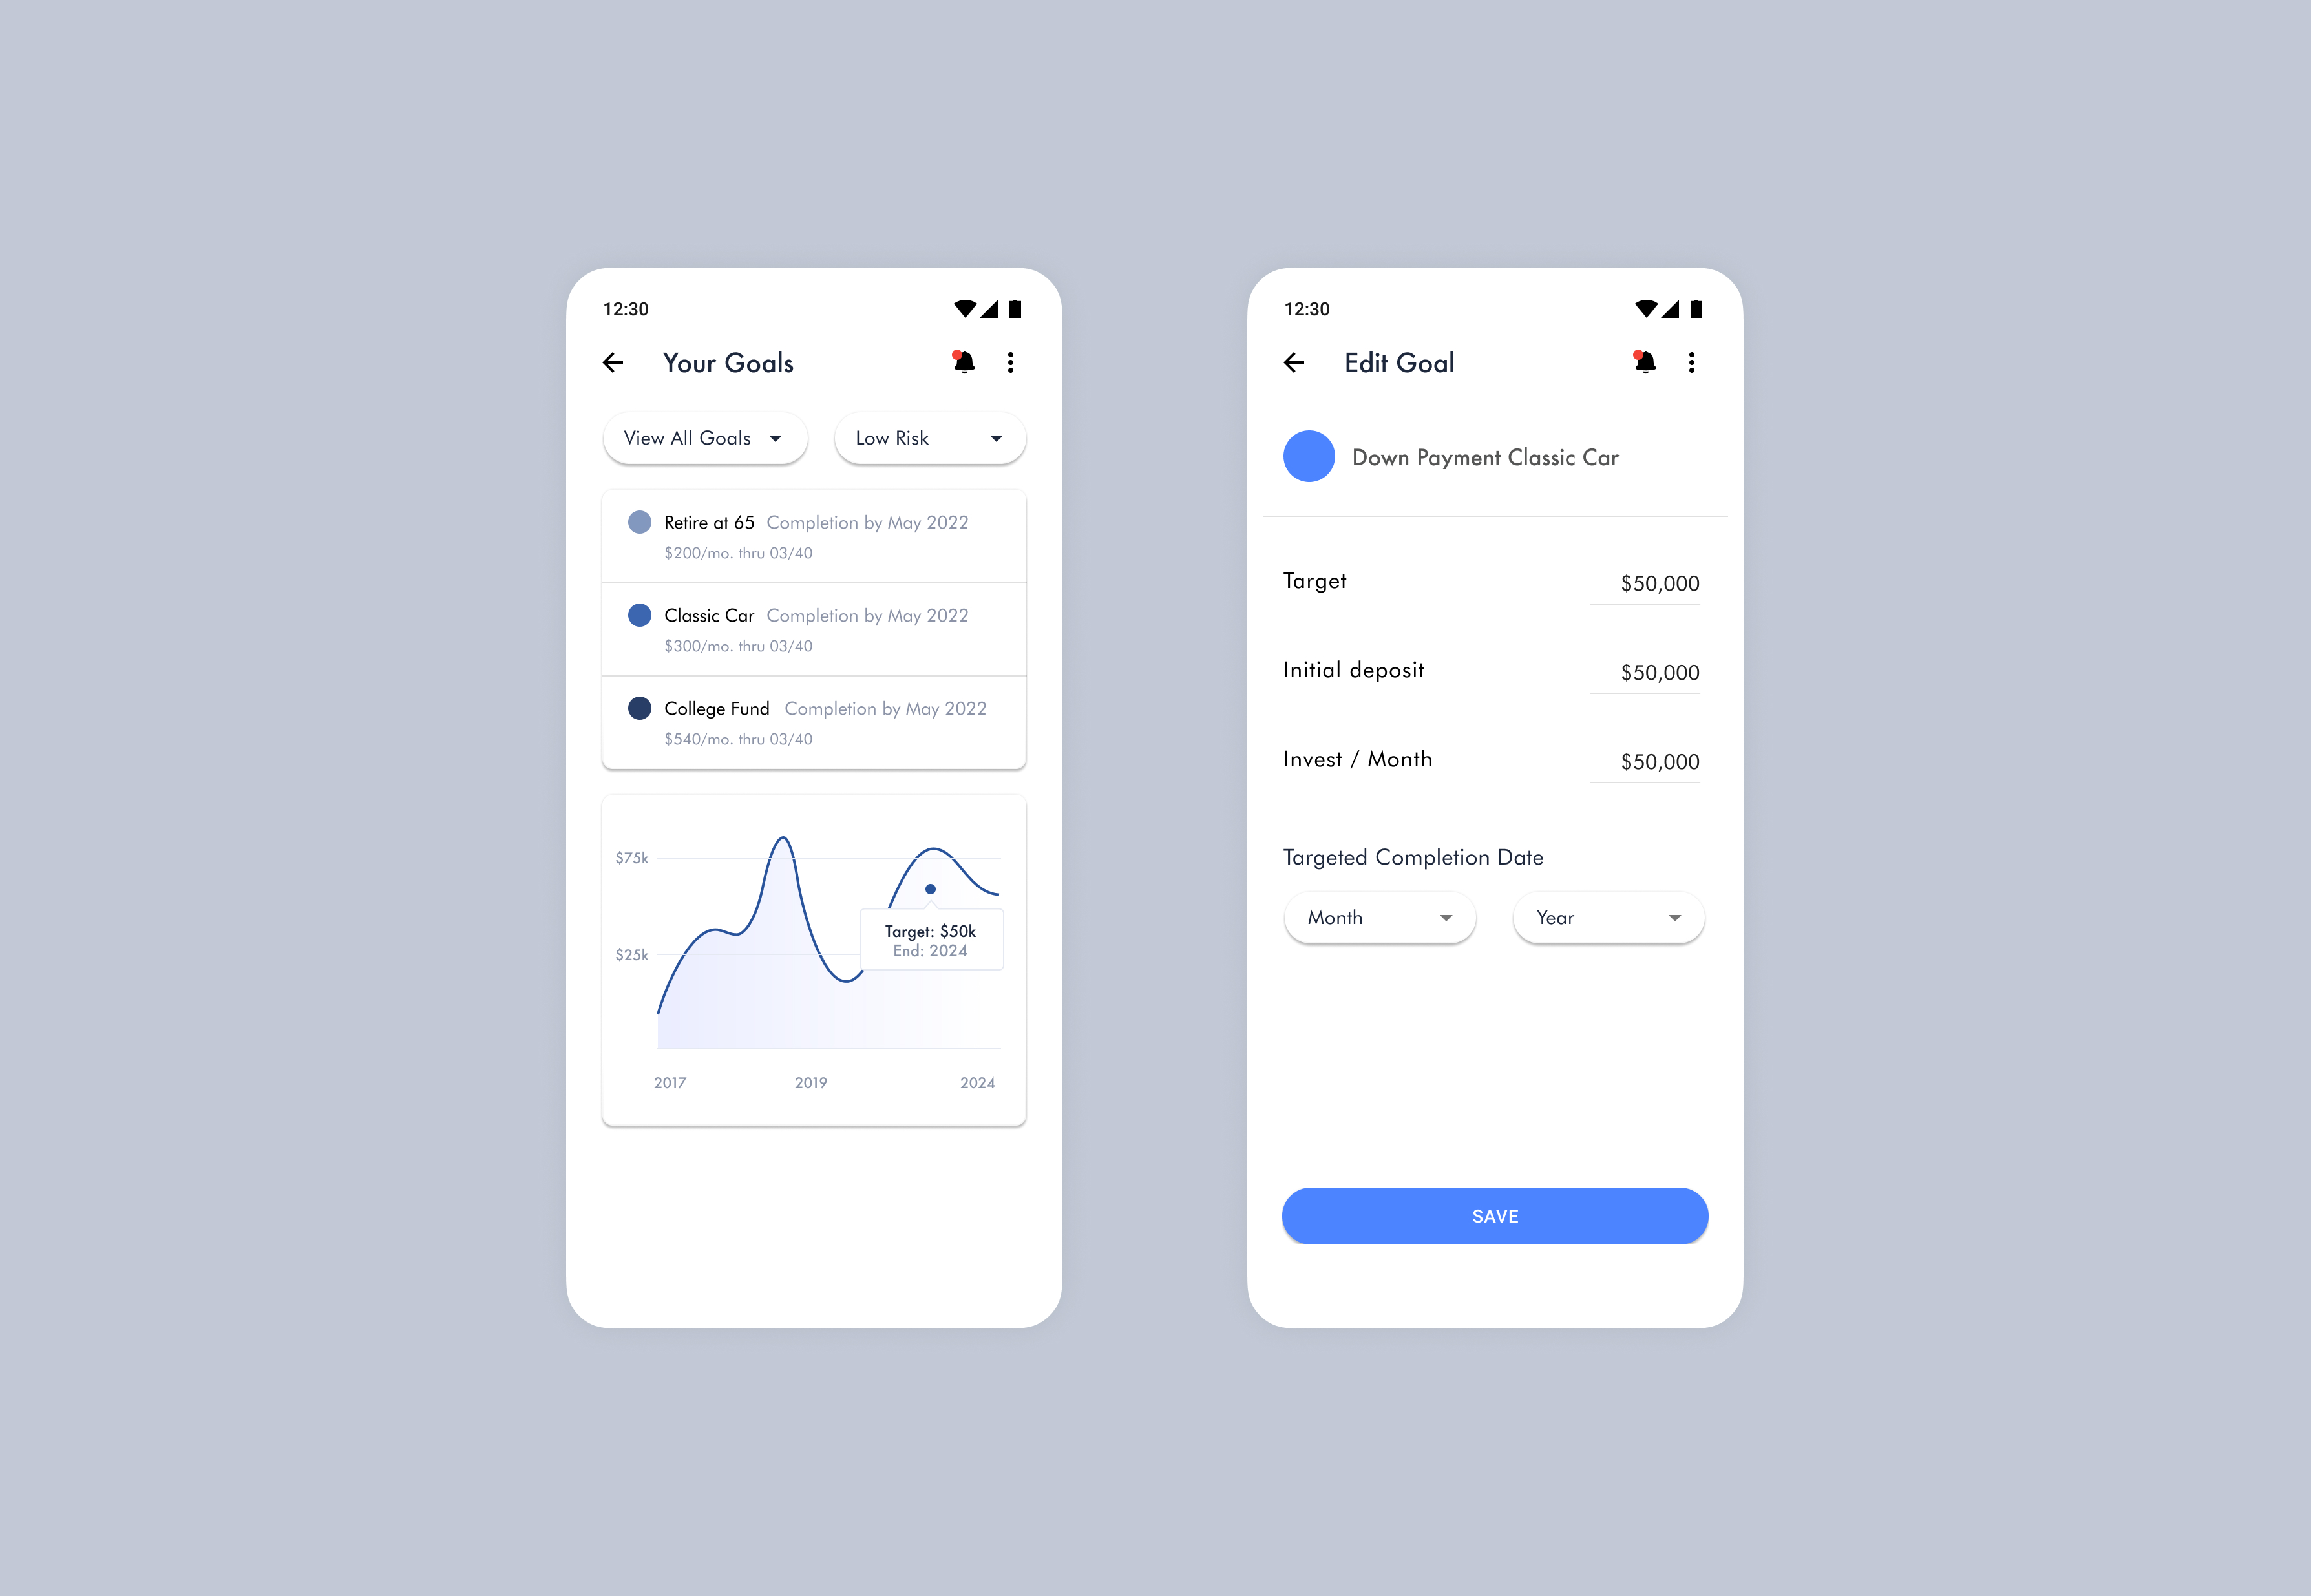 12:30
Your Goals
View All Goals
Low Risk
Retire at 65 Completion by May 2022
$200/mo. thru 03/40
Classic Car Completion by May 2022
$300/mo. thru 03/40
College Fund Completion by May 2022
$540/mo. thru 03/40
$75k
$25k
Target: $50k
End: 2024
2017 2019 2024
12:30
Edit Goal
Down Payment Classic Car
Target $50,000
Initial deposit $50,000
Invest / Month $50,000
Targeted Completion Date
Month
Year
SAVE